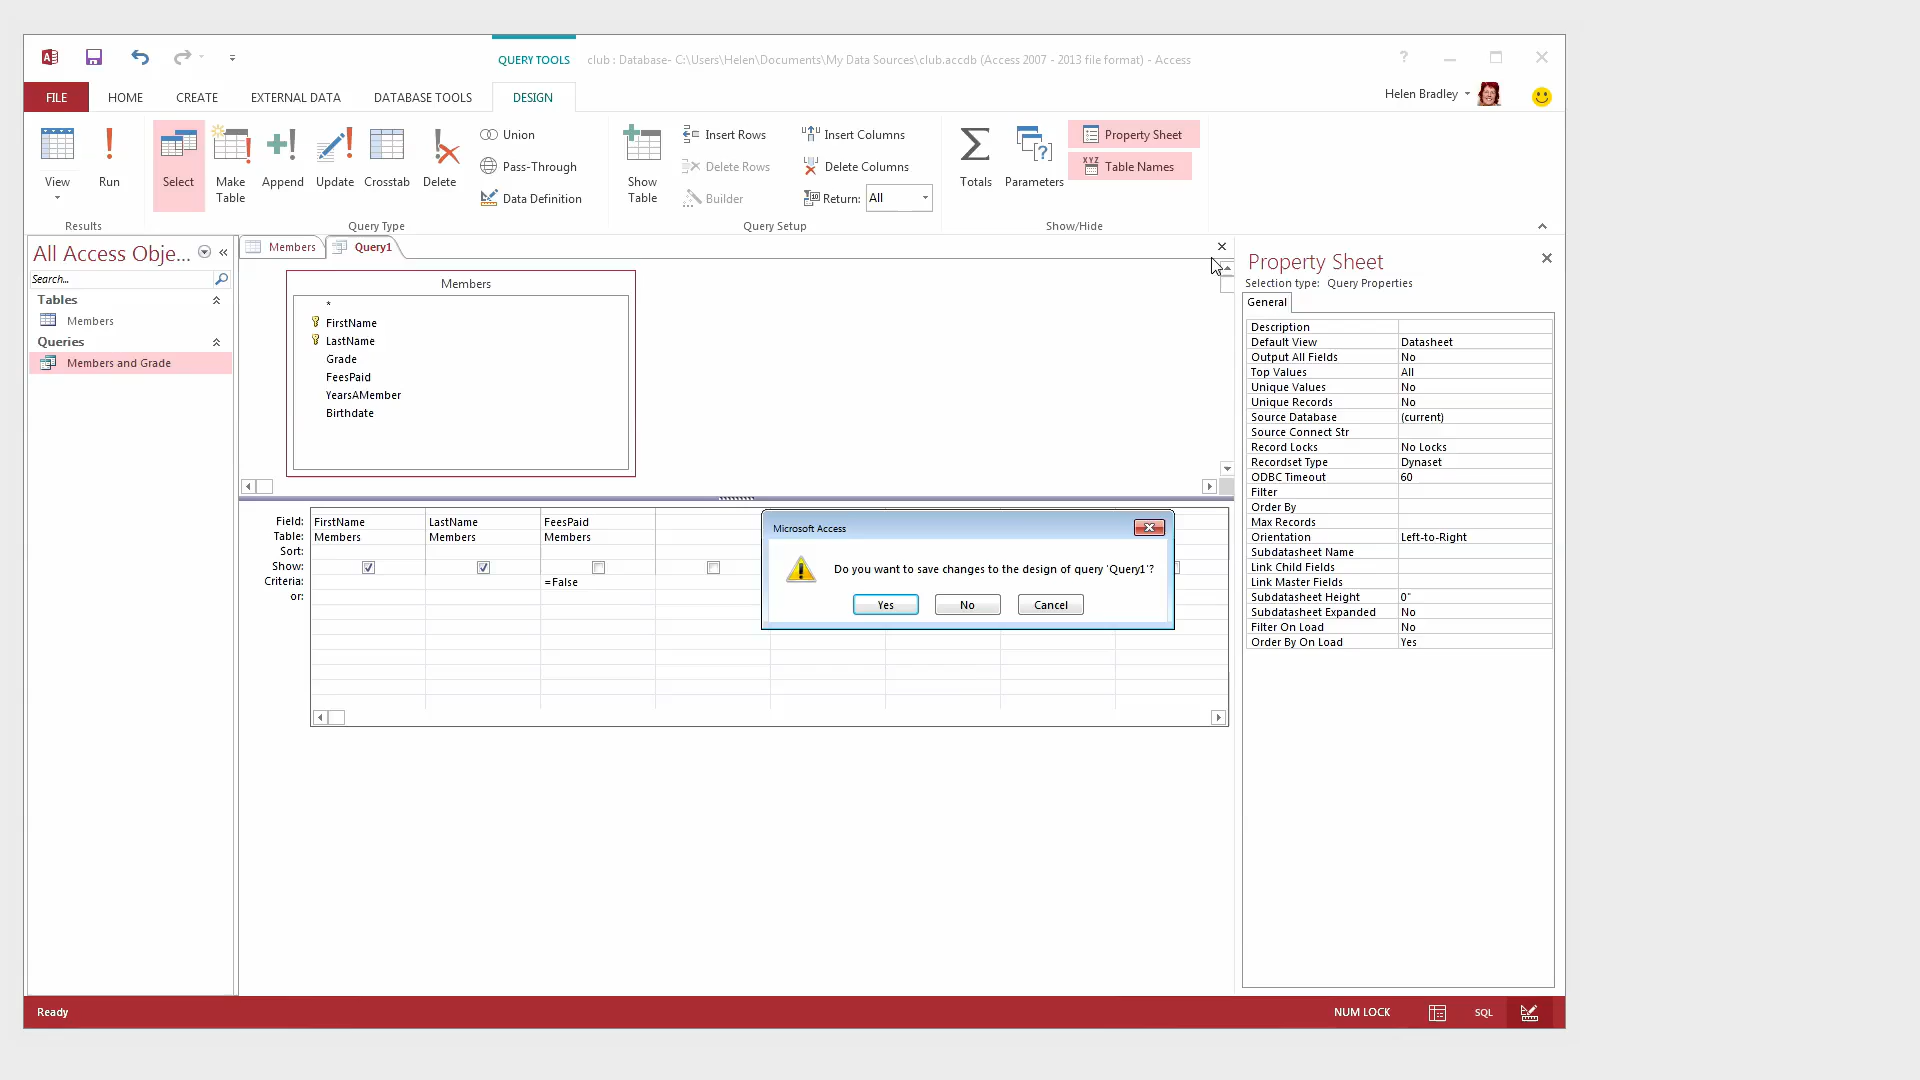 QUERY TOOLS club : Database- C:\Users\Helen\Documents\My Data Sources\club.accdb (Access 2007 - 2013 file format) - Access ?
FILE HOME CREATE EXTERNAL DATA DATABASE TOOLS DESIGN Helen Bradley
View
Run
Select
Make Table
Append
Update
Crosstab
Delete
Union
Pass-Through
Data Definition
Show Table
Insert Rows
Delete Rows
Builder
Insert Columns
Delete Columns
Return: All
Totals
Parameters
Property Sheet
XYZ Table Names
Results Query Type Query Setup Show/Hide
All Access Obje...
Search...
Tables
Members
Queries
Members and Grade
Members Query1
Members
*
FirstName
LastName
Grade
FeesPaid
YearsAMember
Birthdate
Field: FirstName LastName FeesPaid
Table: Members Members Members
Sort:
Show:
Criteria: =False
or:
Microsoft Access
Do you want to save changes to the design of query 'Query1'?
Yes No Cancel
Property Sheet
Selection type: Query Properties
General
Description
Default View Datasheet
Output All Fields No
Top Values All
Unique Values No
Unique Records No
Source Database (current)
Source Connect Str
Record Locks No Locks
Recordset Type Dynaset
ODBC Timeout 60
Filter
Order By
Max Records
Orientation Left-to-Right
Subdatasheet Name
Link Child Fields
Link Master Fields
Subdatasheet Height 0"
Subdatasheet Expanded No
Filter On Load No
Order By On Load Yes
Ready NUM LOCK SQL